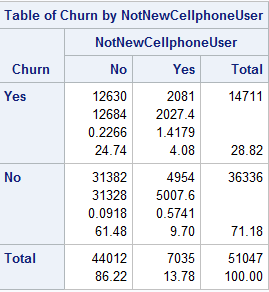 Table of Churn by NotNewCellphoneUser
NotNewCellphoneUser
Churn No Yes Total
Yes 12630 2081 14711
12684 2027.4
0.2266 1.4179
24.74 4.08 28.82
No 31382 4954 36336
31328 5007.6
0.0918 0.5741
61.48 9.70 71.18
Total 44012 7035 51047
86.22 13.78 100.00